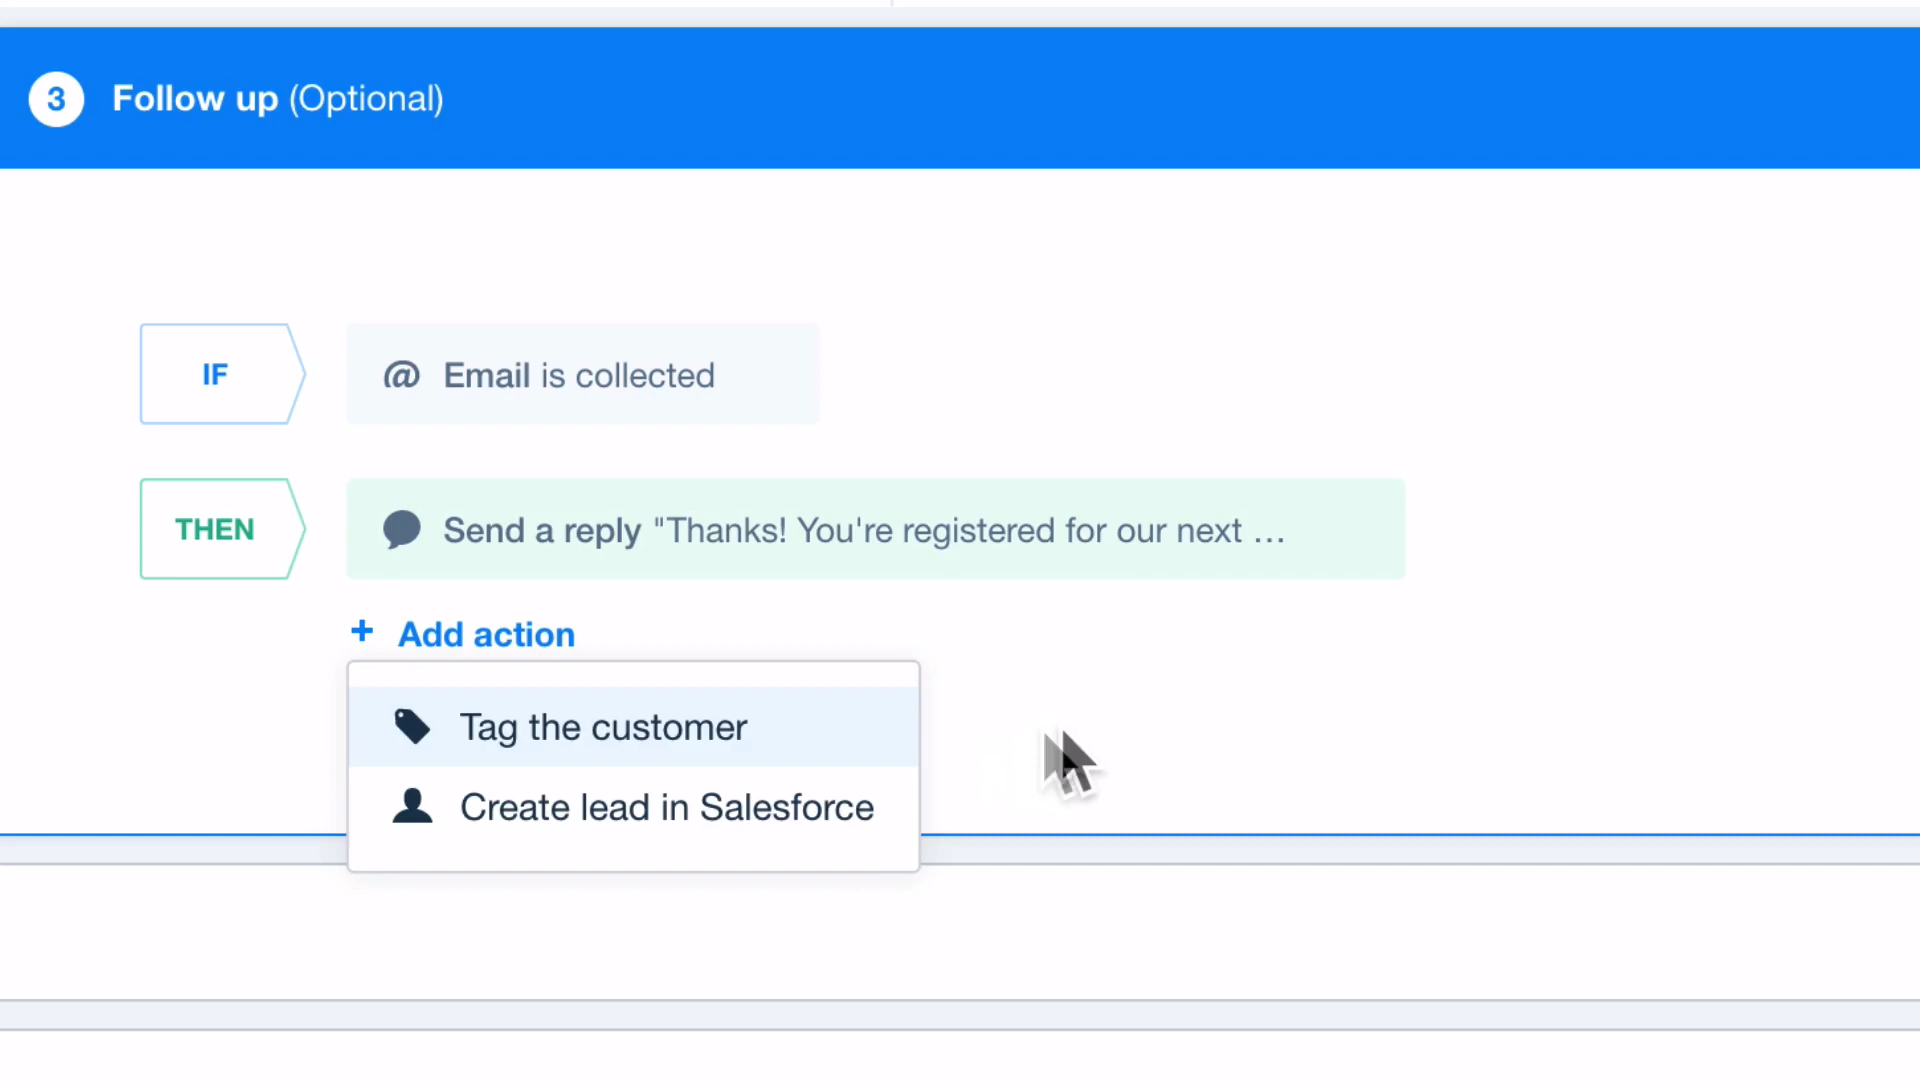 3 Follow up (Optional)
IF @ Email is collected
THEN Send a reply "Thanks! You're registered for our next ...
+ Add action
Tag the customer
Create lead in Salesforce